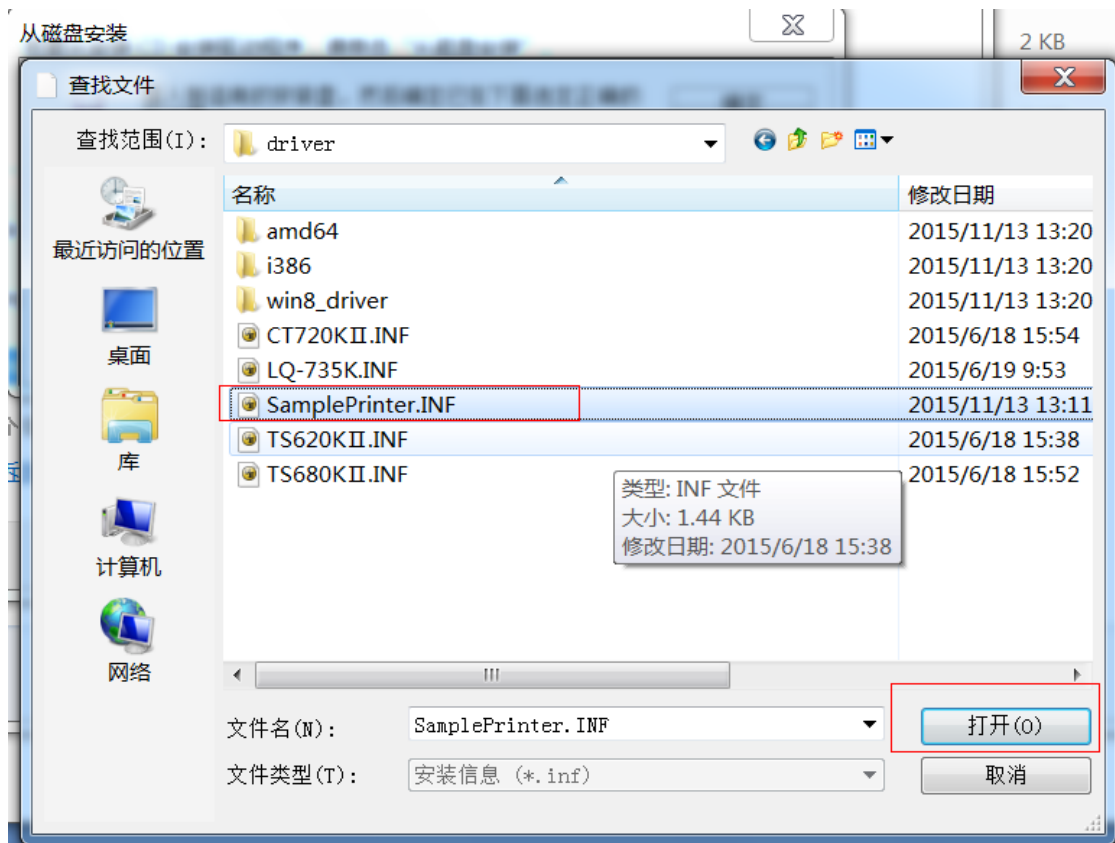 从磁盘安装
2 KB
查找文件
查找范围(I):
driver
名称
修改日期
amd64
2015/11/13 13:20
i386
2015/11/13 13:20
win8_driver
2015/11/13 13:20
CT720KⅡ.INF
2015/6/18 15:54
LQ-735K.INF
2015/6/19 9:53
SamplePrinter.INF
2015/11/13 13:11
TS620KⅡ.INF
2015/6/18 15:38
TS680KⅡ.INF
2015/6/18 15:52
类型: INF 文件
大小: 1.44 KB
修改日期: 2015/6/18 15:38
最近访问的位置
桌面
库
计算机
网络
文件名(N):
SamplePrinter.INF
打开(O)
文件类型(T):
安装信息 (*.inf)
取消